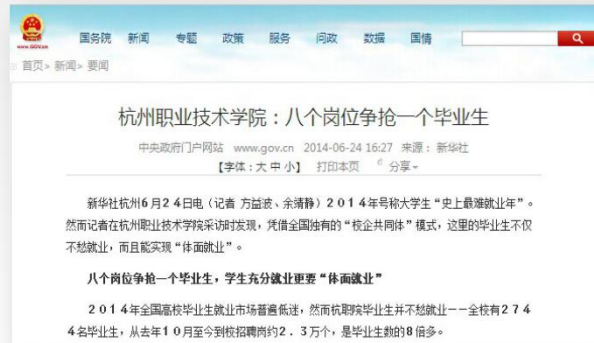 国务院 新闻 专题 政策 服务 问政 数据 国情
www.GOV.cn
首页> 新闻> 要闻
杭州职业技术学院：八个岗位争抢一个毕业生
中央政府门户网站 www.gov.cn 2014-06-24 16:27 来源： 新华社
【字体：大 中 小】 打印本页 分享
新华社杭州6月24日电（记者 方益波、余靖静）2014年号称大学生“史上最难就业年”。
然而记者在杭州职业技术学院采访时发现，凭借全国独有的“校企共同体”模式，这里的毕业生不仅
不愁就业，而且能实现“体面就业”。
八个岗位争抢一个毕业生，学生充分就业更要“体面就业”
2014年全国高校毕业生就业市场普遍低迷，然而杭职院毕业生并不愁就业——全校有274
4名毕业生，从去年10月至今到校招聘岗约2．3万个，是毕业生数的8倍多。